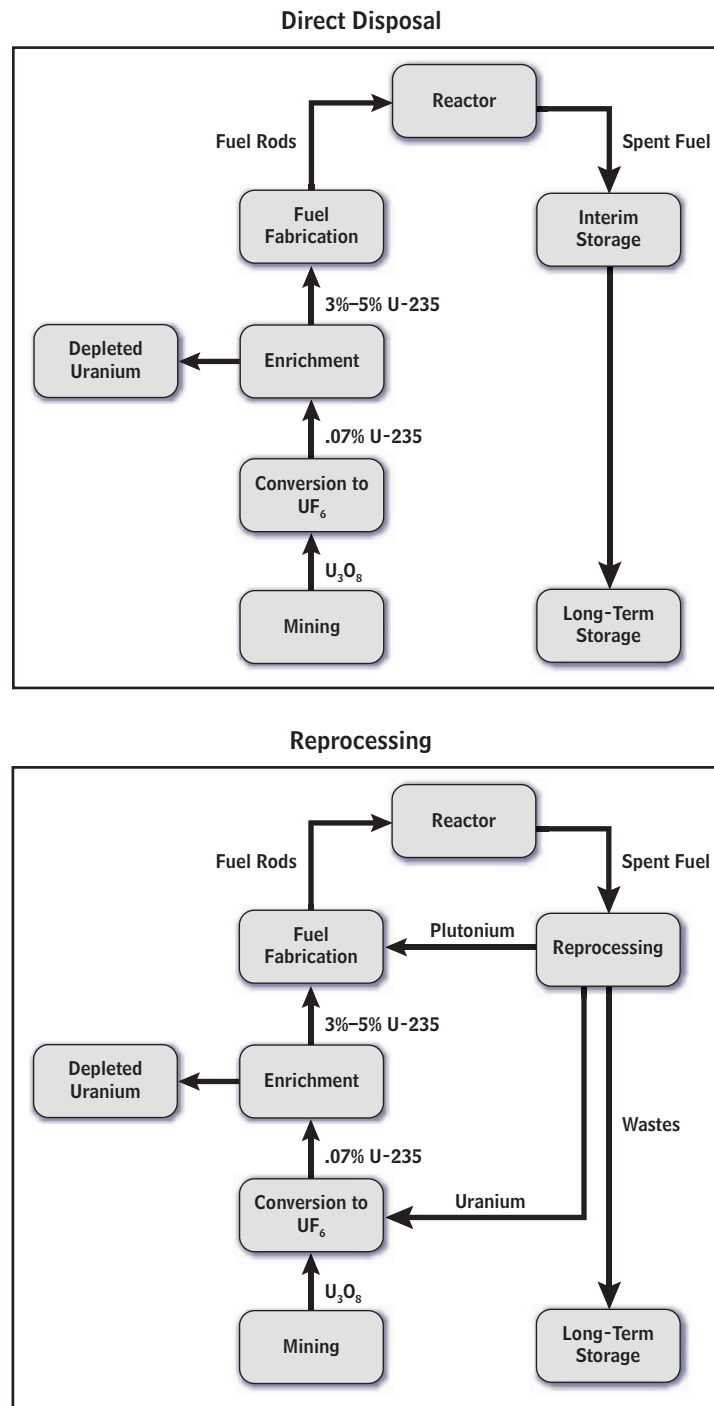 Direct Disposal
Reactor
Fuel Rods
Spent Fuel
Fuel
Fabrication
Interim
Storage
3%–5% U-235
Depleted
Uranium
Enrichment
.07% U-235
Conversion to
UF₆
U₃O₈
Mining
Long-Term
Storage
Reprocessing
Reactor
Fuel Rods
Spent Fuel
Fuel
Fabrication
Plutonium
Reprocessing
3%–5% U-235
Depleted
Uranium
Enrichment
Wastes
.07% U-235
Conversion to
UF₆
Uranium
U₃O₈
Mining
Long-Term
Storage